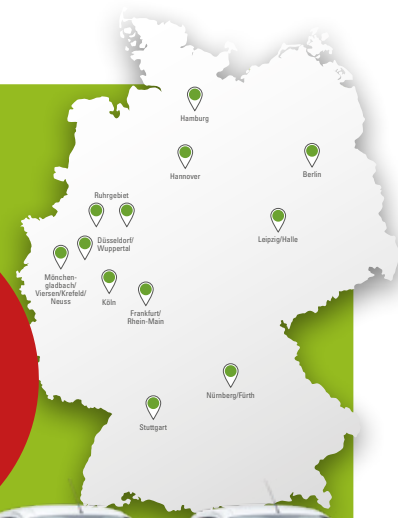 Hamburg
Hannover
Berlin
Ruhrgebiet
Düsseldorf/
Wuppertal
Leipzig/Halle
Mönchen-
gladbach/
Viersen/Krefeld/
Neuss
Köln
Frankfurt/
Rhein-Main
Nürnberg/Fürth
Stuttgart